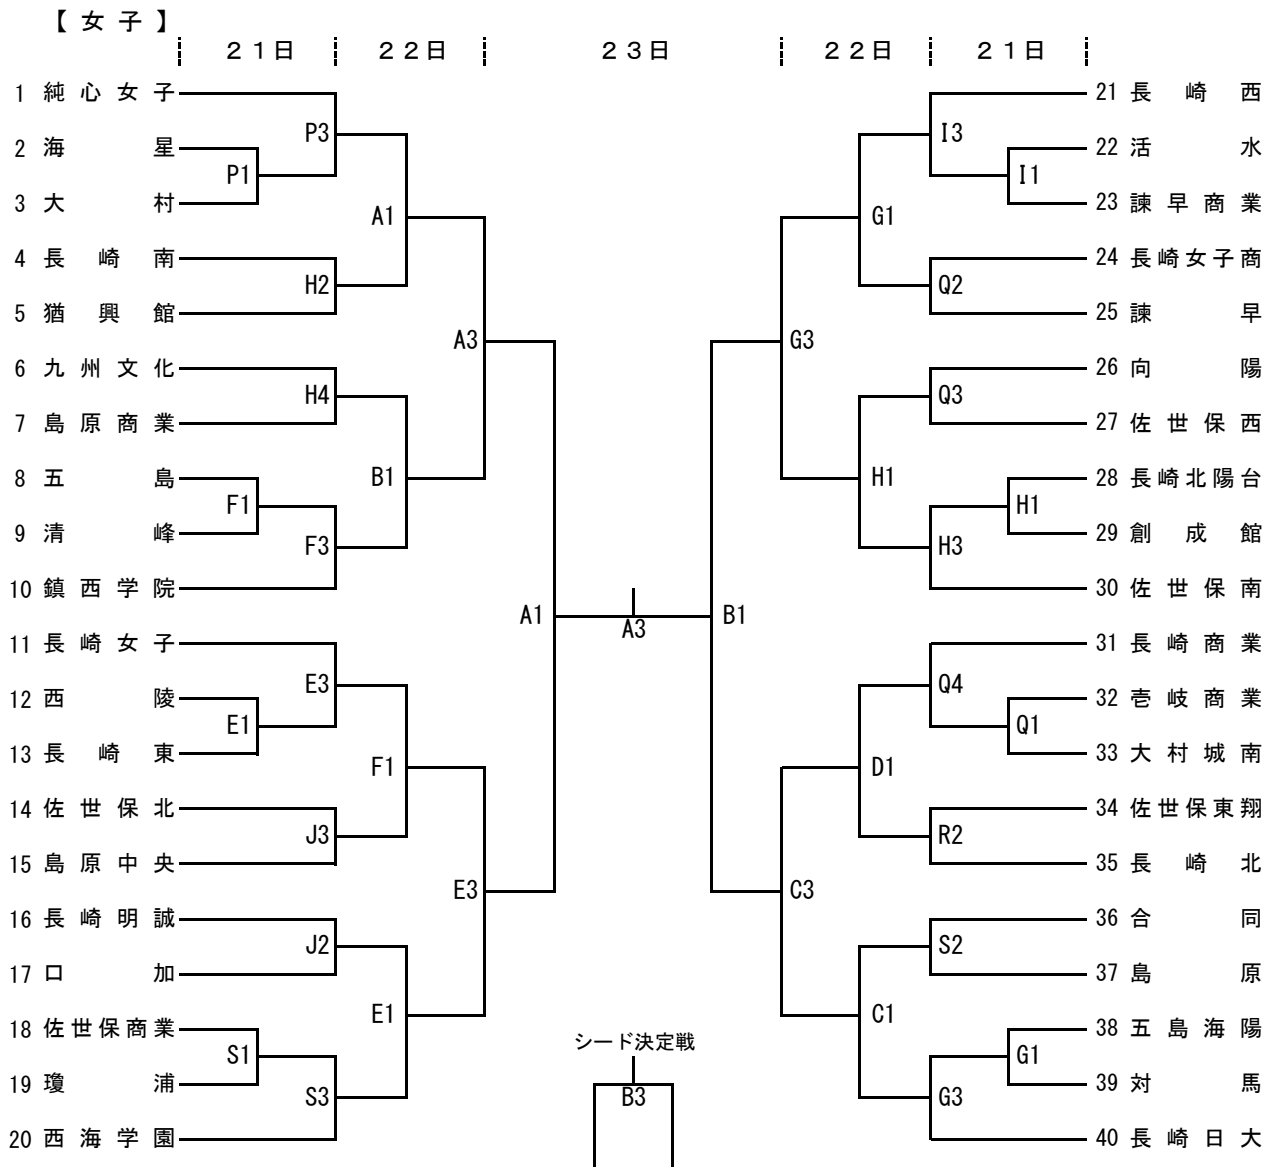 【 女 子 】
２１日 ２２日 ２３日 ２２日 ２１日
1 純心女子
P3
2 海星
P1
3 大村
A1
4 長崎南
H2
5 猶興館
A3
6 九州文化
H4
7 島原商業
8 五島
B1
F1
9 清峰
F3
10 鎮西学院
A1
11 長崎女子
E3
12 西陵
E1
13 長崎東
F1
14 佐世保北
J3
15 島原中央
E3
16 長崎明誠
J2
17 口加
E1
18 佐世保商業
S1
19 瓊浦
S3
20 西海学園
A3
シード決定戦
B3
21 長崎西
I3
22 活水
I1
23 諫早商業
G1
24 長崎女子商
Q2
25 諫早
G3
26 向陽
Q3
27 佐世保西
28 長崎北陽台
H1
H1
29 創成館
H3
30 佐世保南
B1
31 長崎商業
Q4
32 壱岐商業
Q1
33 大村城南
D1
34 佐世保東翔
R2
35 長崎北
C3
36 合同
S2
37 島原
C1
38 五島海陽
G1
39 対馬
G3
40 長崎日大